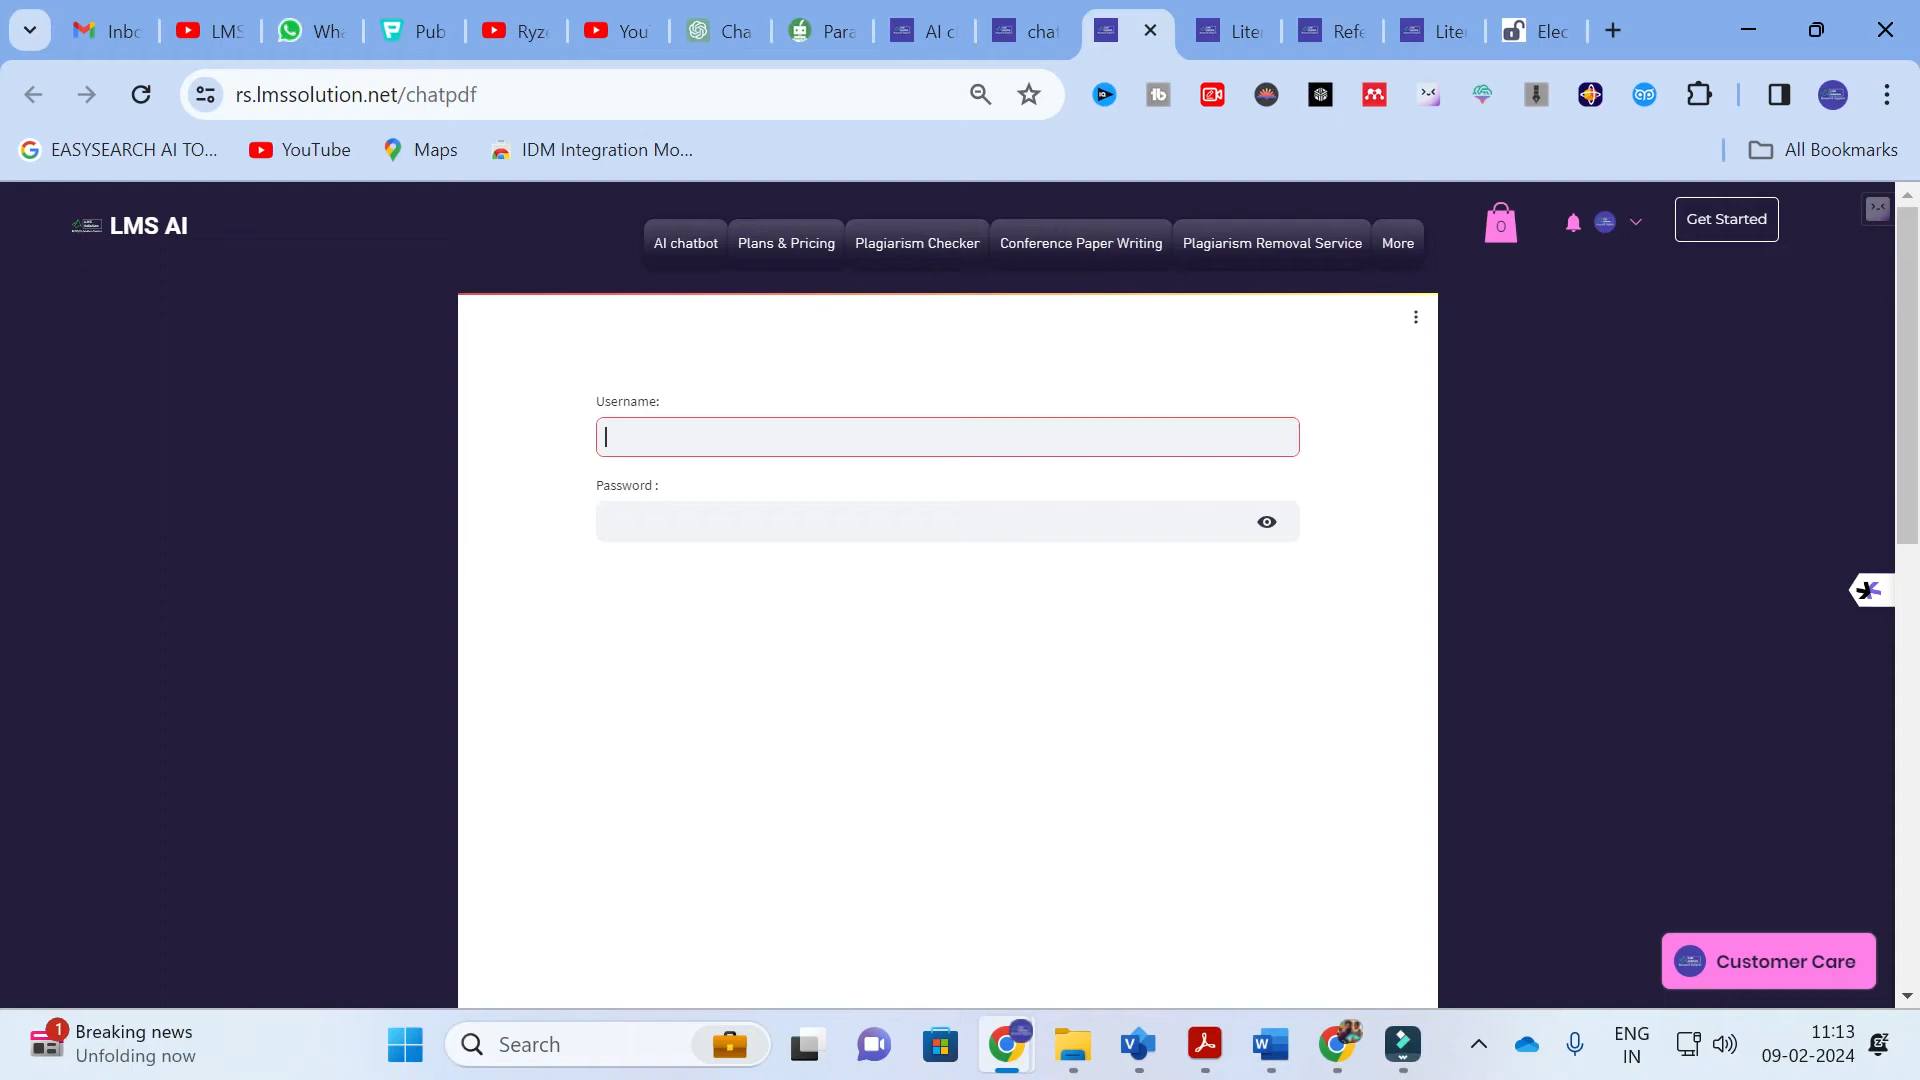 Inbc
LMS
Wha
Pub
Ryze
You
Cha
Para
AI c
chat
Lite
Refe
Lite
Elec
rs.lmssolution.net/chatpdf
EASYSEARCH AI TO...
YouTube
Maps
IDM Integration Mo...
All Bookmarks
LMS AI
AI chatbot
Plans & Pricing
Plagiarism Checker
Conference Paper Writing
Plagiarism Removal Service
More
0
Get Started
Username:
Password :
Customer Care
1
Breaking news
Unfolding now
Search
ENG
IN
11:13
09-02-2024